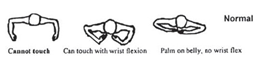 Normal
Cannot touch
Can touch with wrist flexion
Palm on belly, no wrist flex